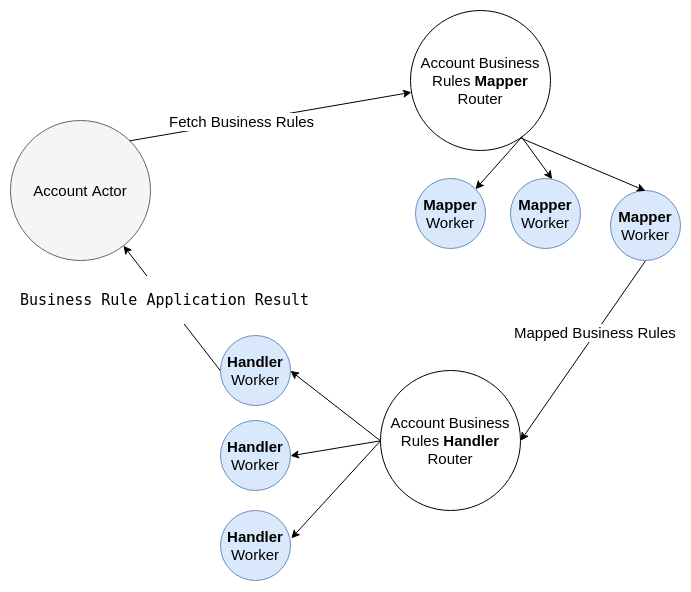 Account Business
Rules Mapper
Router
Fetch Business Rules
Account Actor
Mapper
Worker
Mapper
Worker
Mapper
Worker
Business Rule Application Result
Mapped Business Rules
Handler
Worker
Account Business
Rules Handler
Router
Handler
Worker
Handler
Worker